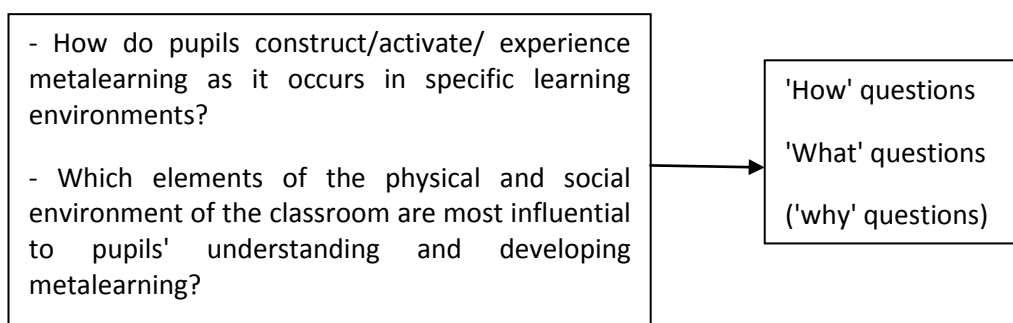 - How do pupils construct/activate/ experience
metalearning as it occurs in specific learning
environments?
- Which elements of the physical and social
environment of the classroom are most influential
to pupils' understanding and developing
metalearning?
'How' questions
'What' questions
('why' questions)